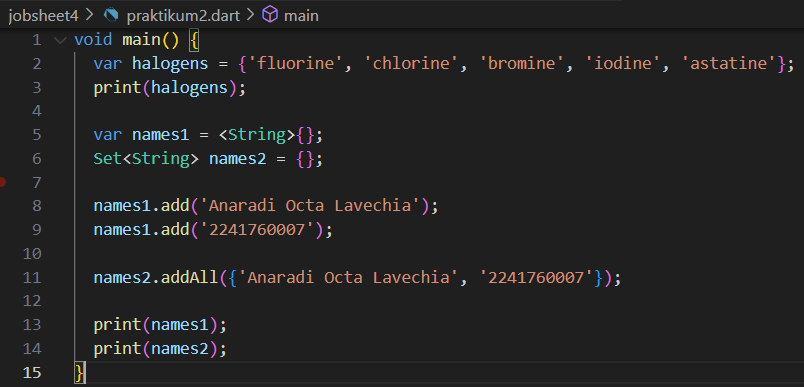 jobsheet4 > praktikum2.dart > main
1 void main() {
2 var halogens = {'fluorine', 'chlorine', 'bromine', 'iodine', 'astatine'};
3 print(halogens);
4
5 var names1 = <String>{};
6 Set<String> names2 = {};
7
8 names1.add('Anaradi Octa Lavechia');
9 names1.add('2241760007');
10
11 names2.addAll({'Anaradi Octa Lavechia', '2241760007'});
12
13 print(names1);
14 print(names2);
15 }